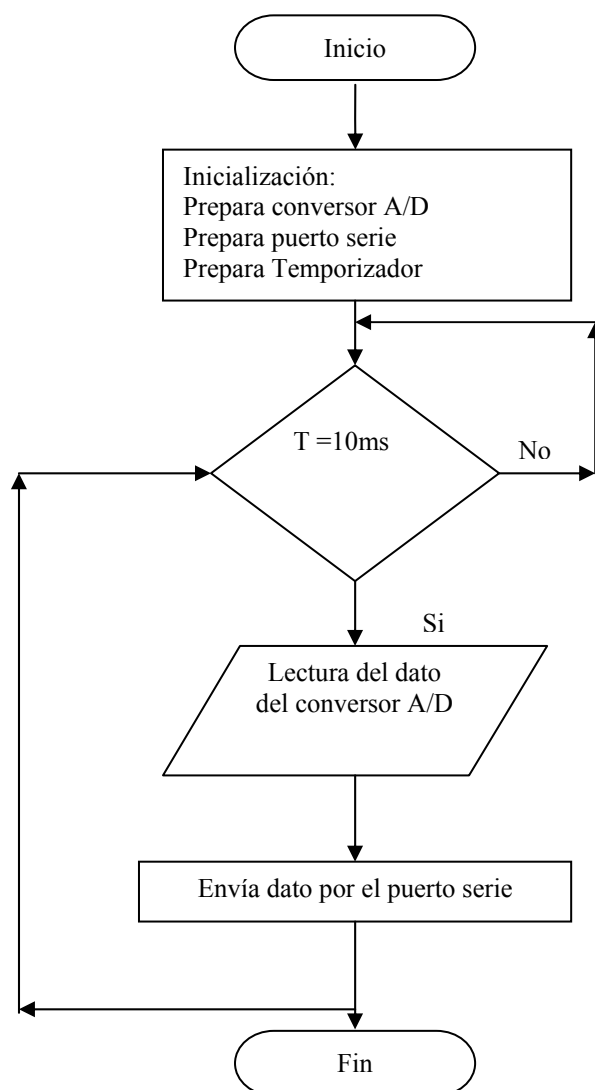 Inicio
Inicialización:
Prepara conversor A/D
Prepara puerto serie
Prepara Temporizador
T =10ms
No
Si
Lectura del dato
del conversor A/D
Envía dato por el puerto serie
Fin